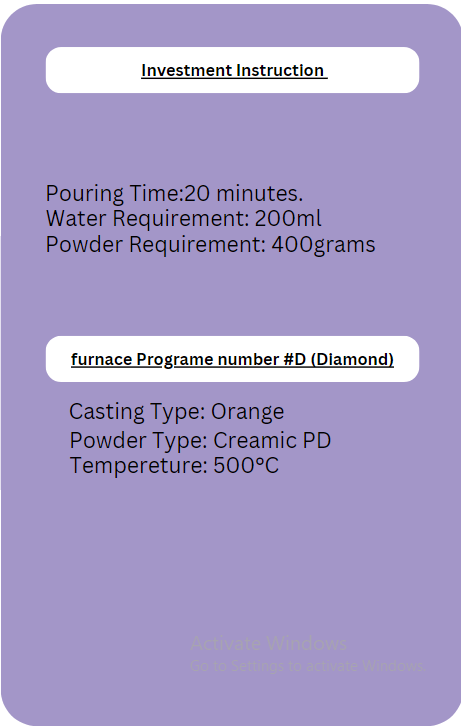 Investment Instruction
Pouring Time:20 minutes.
Water Requirement: 200ml
Powder Requirement: 400grams
furnace Programe number #D (Diamond)
Casting Type: Orange
Powder Type: Creamic PD
Tempereture: 500°C
Activate Windows
Go to Settings to activate Windows.